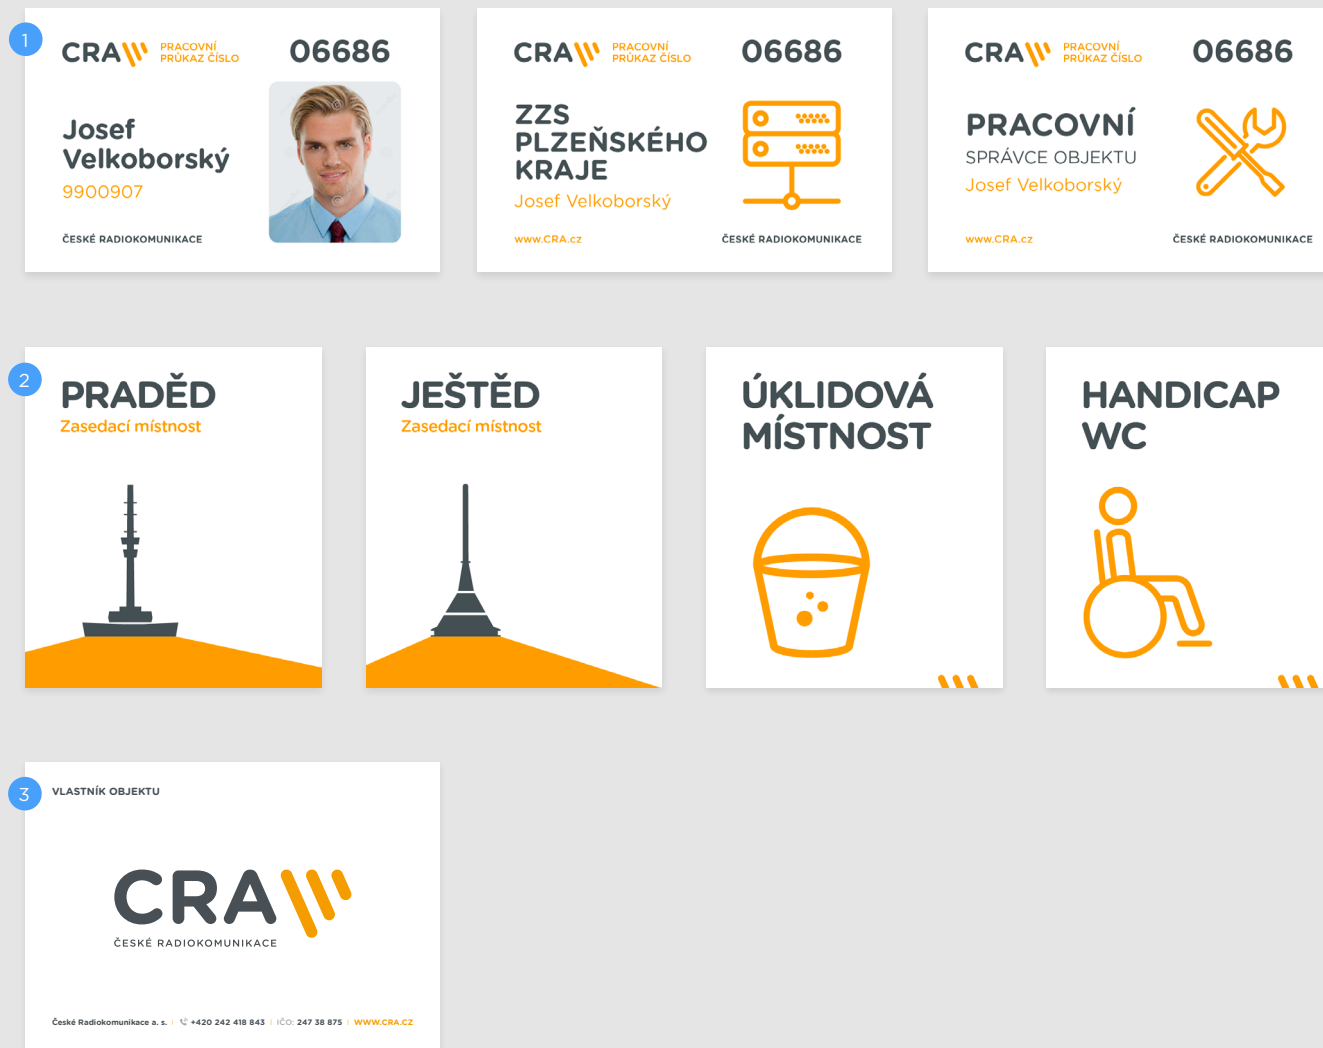 1
CRA
PRACOVNÍ
PRŮKAZ ČÍSLO
06686
Josef
Velkoborský
9900907
ČESKÉ RADIOKOMUNIKACE
CRA
PRACOVNÍ
PRŮKAZ ČÍSLO
06686
ZZS
PLZEŇSKÉHO
KRAJE
Josef Velkoborský
www.CRA.cz
ČESKÉ RADIOKOMUNIKACE
CRA
PRACOVNÍ
PRŮKAZ ČÍSLO
06686
PRACOVNÍ
SPRÁVCE OBJEKTU
Josef Velkoborský
www.CRA.cz
ČESKÉ RADIOKOMUNIKACE
2
PRADĚD
Zasedací místnost
JEŠTĚD
Zasedací místnost
ÚKLIDOVÁ
MÍSTNOST
HANDICAP
WC
3
VLASTNÍK OBJEKTU
CRA
ČESKÉ RADIOKOMUNIKACE
České Radiokomunikace a. s. | +420 242 418 843 | IČO: 247 38 875 | WWW.CRA.CZ